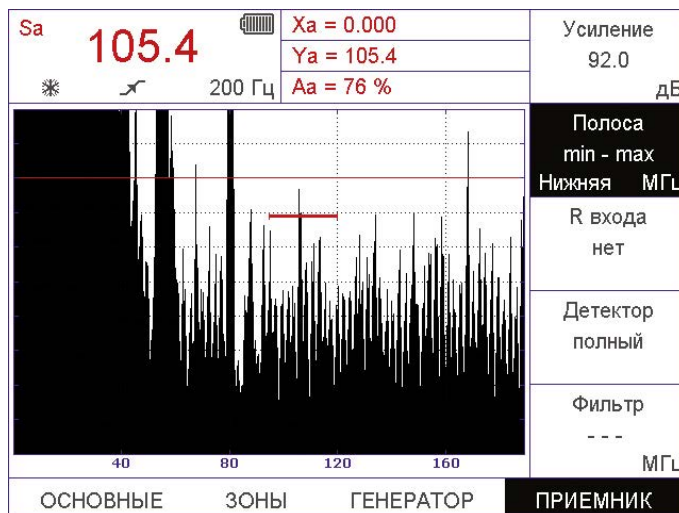 Sa
105.4
200 Гц
Xa = 0.000
Ya = 105.4
Aa = 76 %
Усиление
92.0
дБ
Полоса
min - max
Нижняя МГц
R входа
нет
Детектор
полный
Фильтр
- - -
МГц
40 80 120 160
ОСНОВНЫЕ ЗОНЫ ГЕНЕРАТОР ПРИЕМНИК